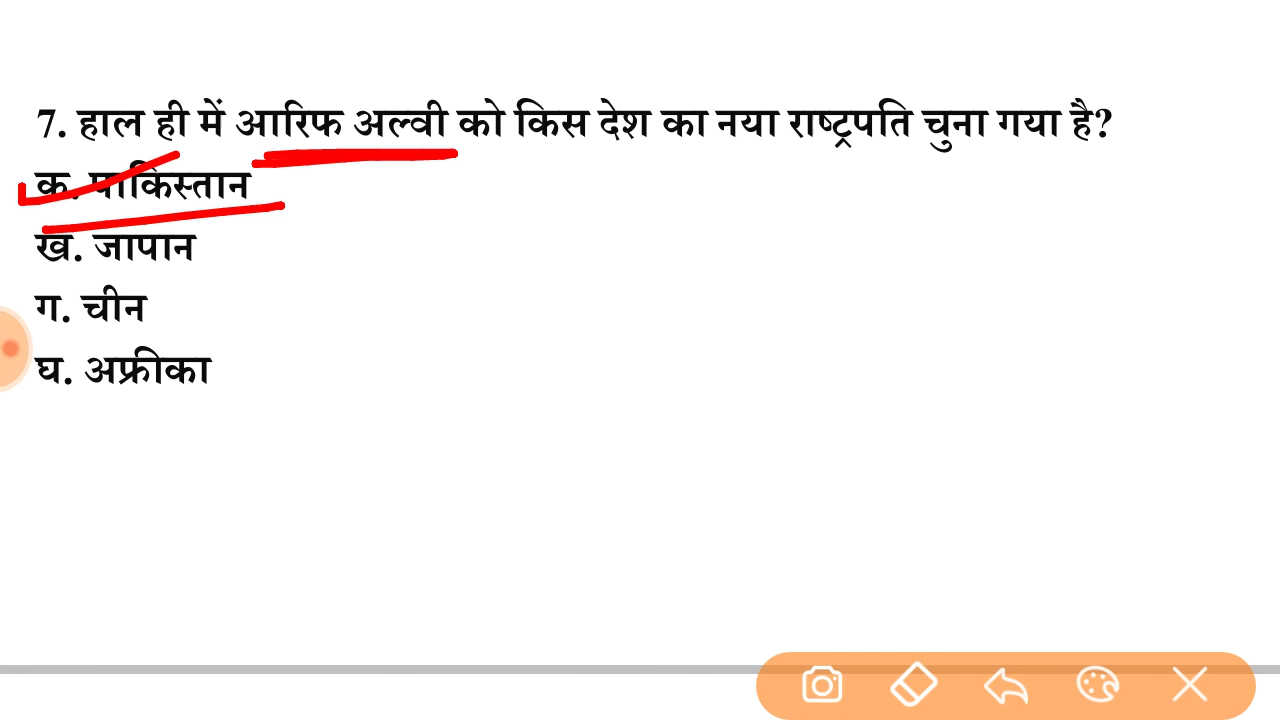 7. हाल ही में आरिफ अल्वी को किस देश का नया राष्ट्रपति चुना गया है?
क. पाकिस्तान
ख. जापान
ग. चीन
घ. अफ्रीका